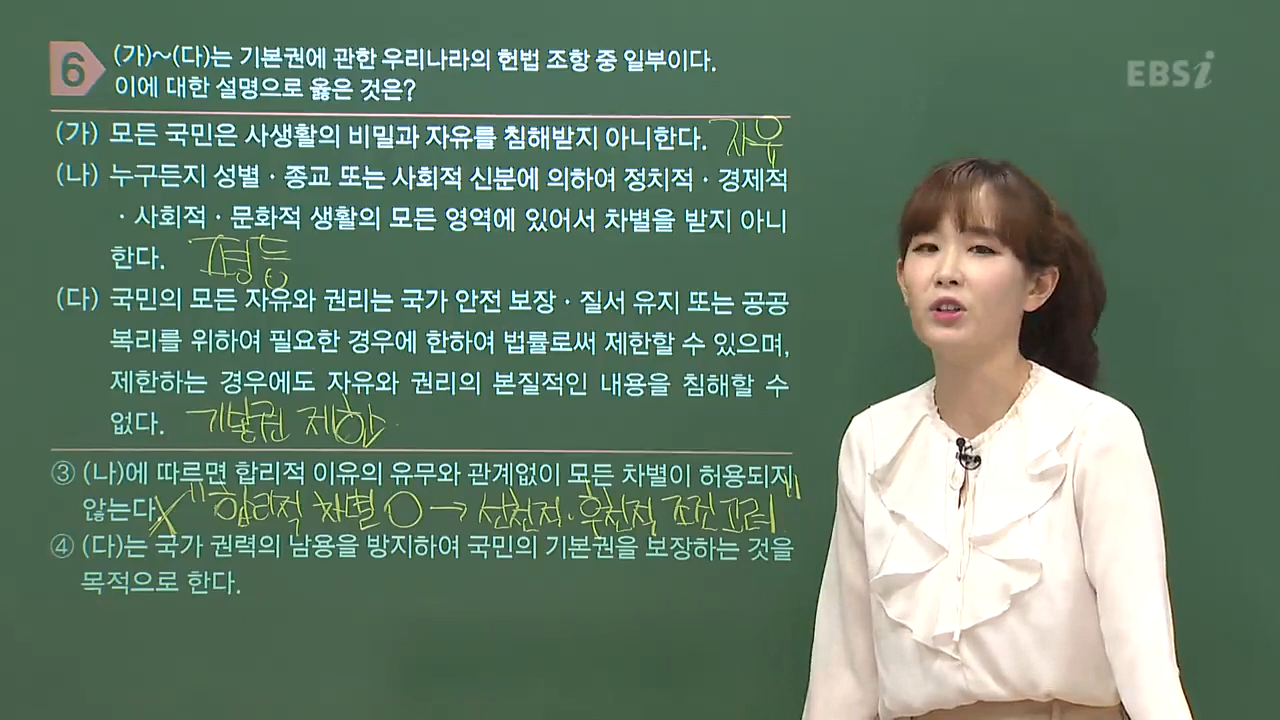 6
(가)~(다)는 기본권에 관한 우리나라의 헌법 조항 중 일부이다.
이에 대한 설명으로 옳은 것은?
EBSi
(가) 모든 국민은 사생활의 비밀과 자유를 침해받지 아니한다. 자유
(나) 누구든지 성별·종교 또는 사회적 신분에 의하여 정치적·경제적
·사회적·문화적 생활의 모든 영역에 있어서 차별을 받지 아니
한다. 평등
(다) 국민의 모든 자유와 권리는 국가 안전 보장·질서 유지 또는 공공
복리를 위하여 필요한 경우에 한하여 법률로써 제한할 수 있으며,
제한하는 경우에도 자유와 권리의 본질적인 내용을 침해할 수
없다. 기본권 제한
③ (나)에 따르면 합리적 이유의 유무와 관계없이 모든 차별이 허용되지
않는다. X "합리적 차별 O → 선천적·후천적 조건 고려"
④ (다)는 국가 권력의 남용을 방지하여 국민의 기본권을 보장하는 것을
목적으로 한다.